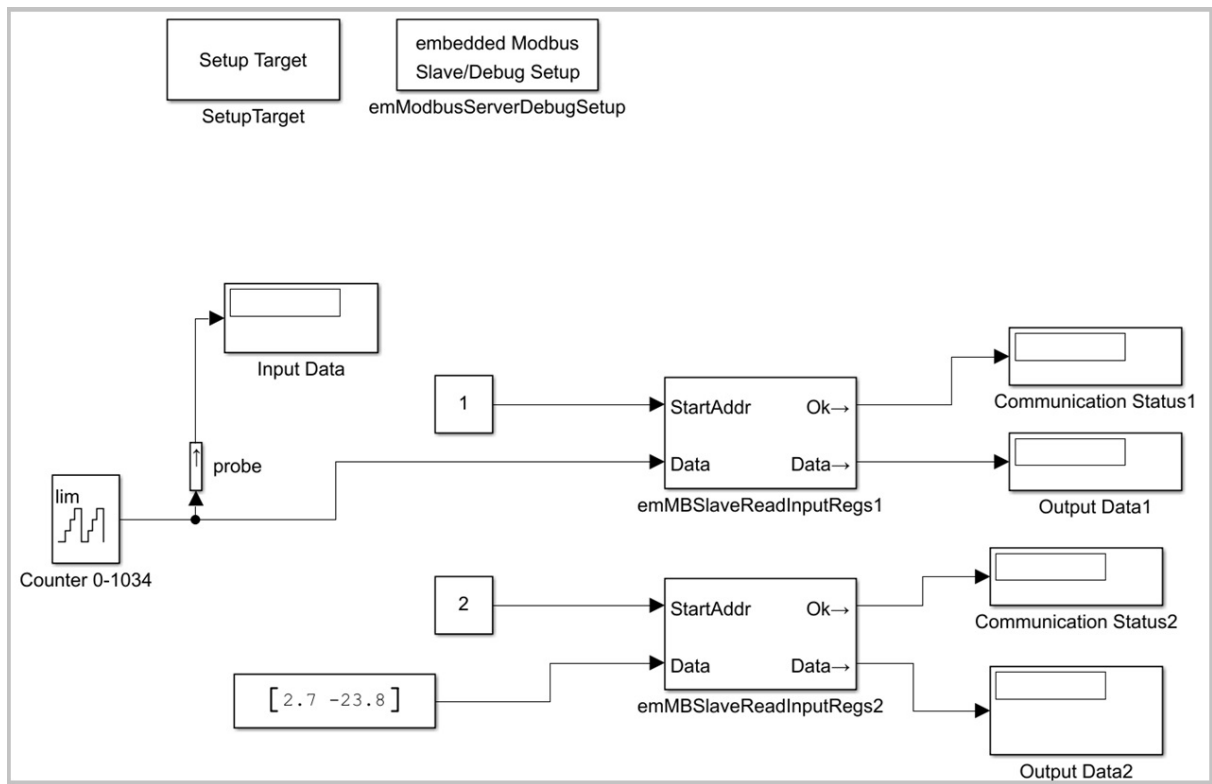 Setup Target
SetupTarget
embedded Modbus
Slave/Debug Setup
emModbusServerDebugSetup
Input Data
probe
lim
Counter 0-1034
1
StartAddr
Ok→
Data
Data→
emMBSlaveReadInputRegs1
Communication Status1
Output Data1
2
StartAddr
Ok→
Data
Data→
emMBSlaveReadInputRegs2
[2.7 -23.8]
Communication Status2
Output Data2